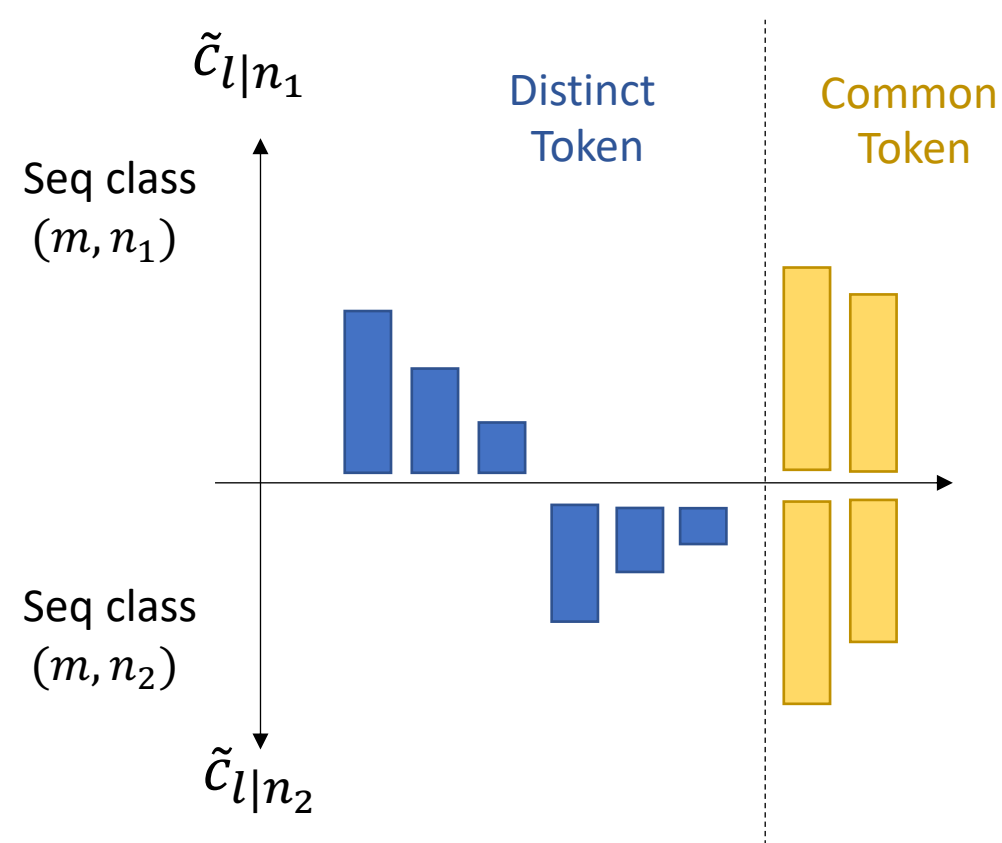 c̃_{l|n_1}
Distinct
Token
Common
Token
Seq class
(m, n_1)
Seq class
(m, n_2)
c̃_{l|n_2}